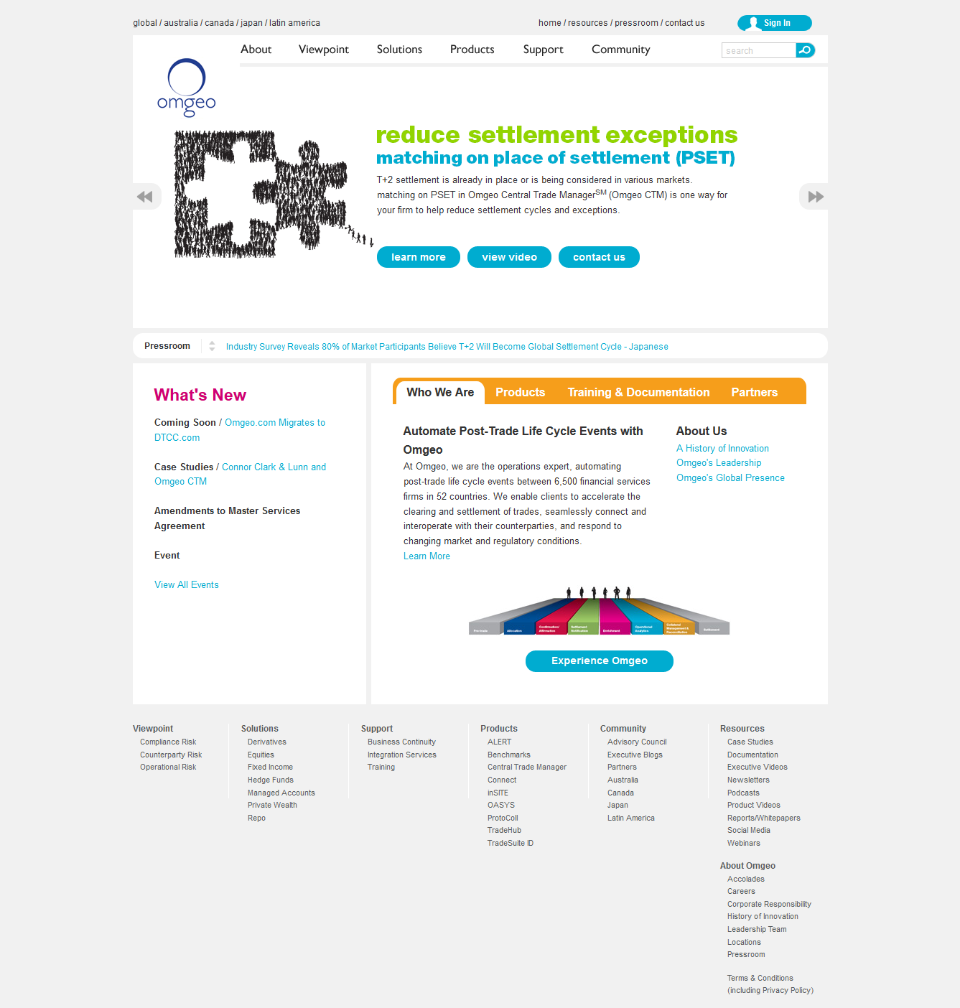 global / australia / canada / japan / latin america
home / resources / pressroom / contact us
Sign In
About Viewpoint Solutions Products Support Community
search
omgeo
reduce settlement exceptions
matching on place of settlement (PSET)
T+2 settlement is already in place or is being considered in various markets.
matching on PSET in Omgeo Central Trade Manager℠ (Omgeo CTM) is one way for
your firm to help reduce settlement cycles and exceptions.
learn more view video contact us
Pressroom Industry Survey Reveals 80% of Market Participants Believe T+2 Will Become Global Settlement Cycle - Japanese
What's New
Coming Soon / Omgeo.com Migrates to
DTCC.com
Case Studies / Connor Clark & Lunn and
Omgeo CTM
Amendments to Master Services
Agreement
Event
View All Events
Who We Are Products Training & Documentation Partners
Automate Post-Trade Life Cycle Events with
Omgeo
At Omgeo, we are the operations expert, automating
post-trade life cycle events between 6,500 financial services
firms in 52 countries. We enable clients to accelerate the
clearing and settlement of trades, seamlessly connect and
interoperate with their counterparties, and respond to
changing market and regulatory conditions.
Learn More
About Us
A History of Innovation
Omgeo's Leadership
Omgeo's Global Presence
Experience Omgeo
Viewpoint
Compliance Risk
Counterparty Risk
Operational Risk
Solutions
Derivatives
Equities
Fixed Income
Hedge Funds
Managed Accounts
Private Wealth
Repo
Support
Business Continuity
Integration Services
Training
Products
ALERT
Benchmarks
Central Trade Manager
Connect
inSITE
OASYS
ProtoColl
TradeHub
TradeSuite ID
Community
Advisory Council
Executive Blogs
Partners
Australia
Canada
Japan
Latin America
Resources
Case Studies
Documentation
Executive Videos
Newsletters
Podcasts
Product Videos
Reports/Whitepapers
Social Media
Webinars
About Omgeo
Accolades
Careers
Corporate Responsibility
History of Innovation
Leadership Team
Locations
Pressroom
Terms & Conditions
(including Privacy Policy)